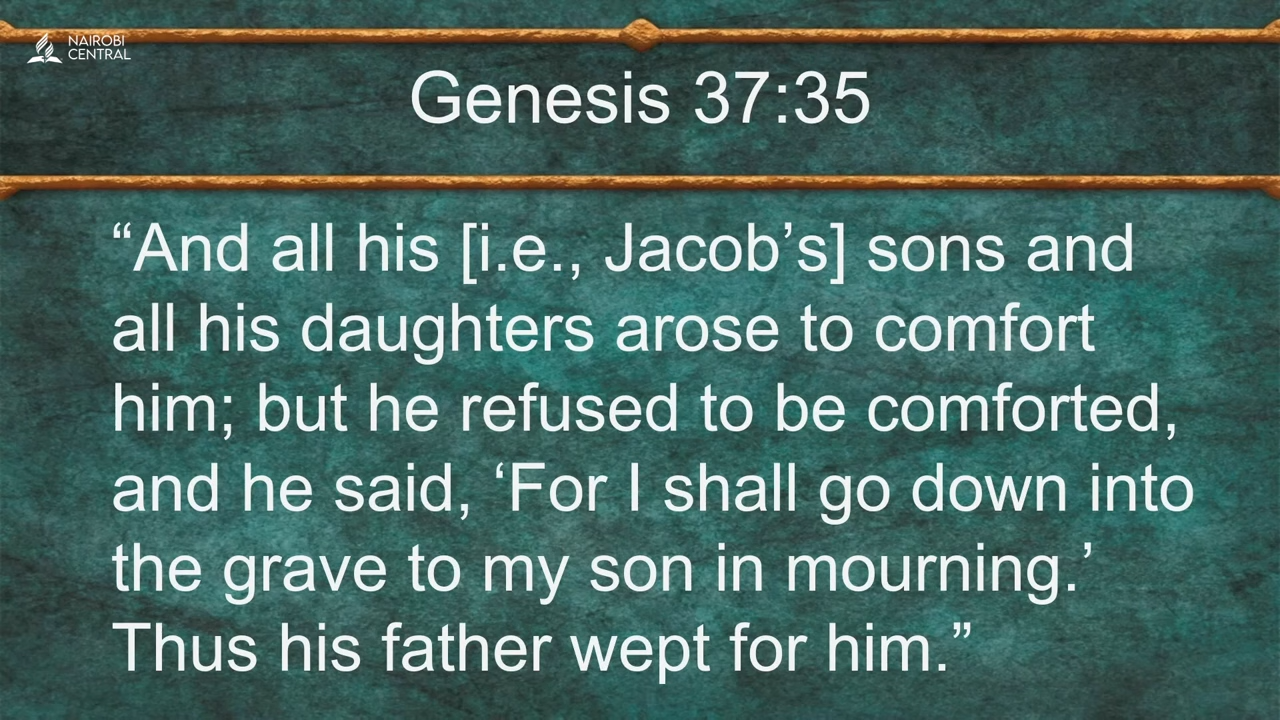 NAIROBI
CENTRAL
Genesis 37:35
“And all his [i.e., Jacob’s] sons and
all his daughters arose to comfort
him; but he refused to be comforted,
and he said, ‘For I shall go down into
the grave to my son in mourning.’
Thus his father wept for him.”